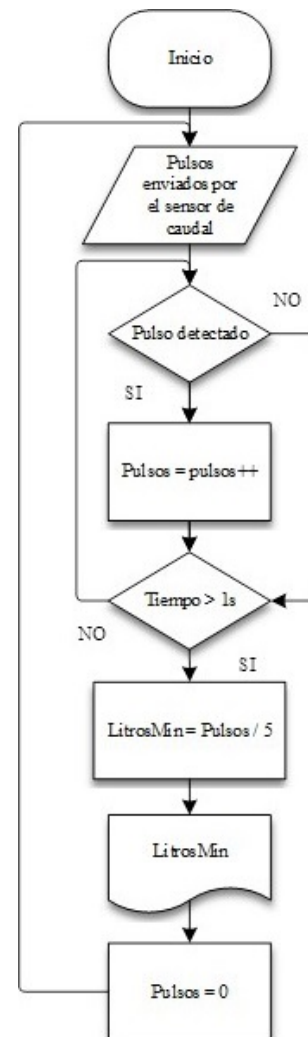 Inicio
Pulsos
enviados por
el sensor de
caudal
Pulso detectado
NO
SI
Pulsos = pulsos++
Tiempo > 1s
NO
SI
LitrosMin = Pulsos / 5
LitrosMin
Pulsos = 0